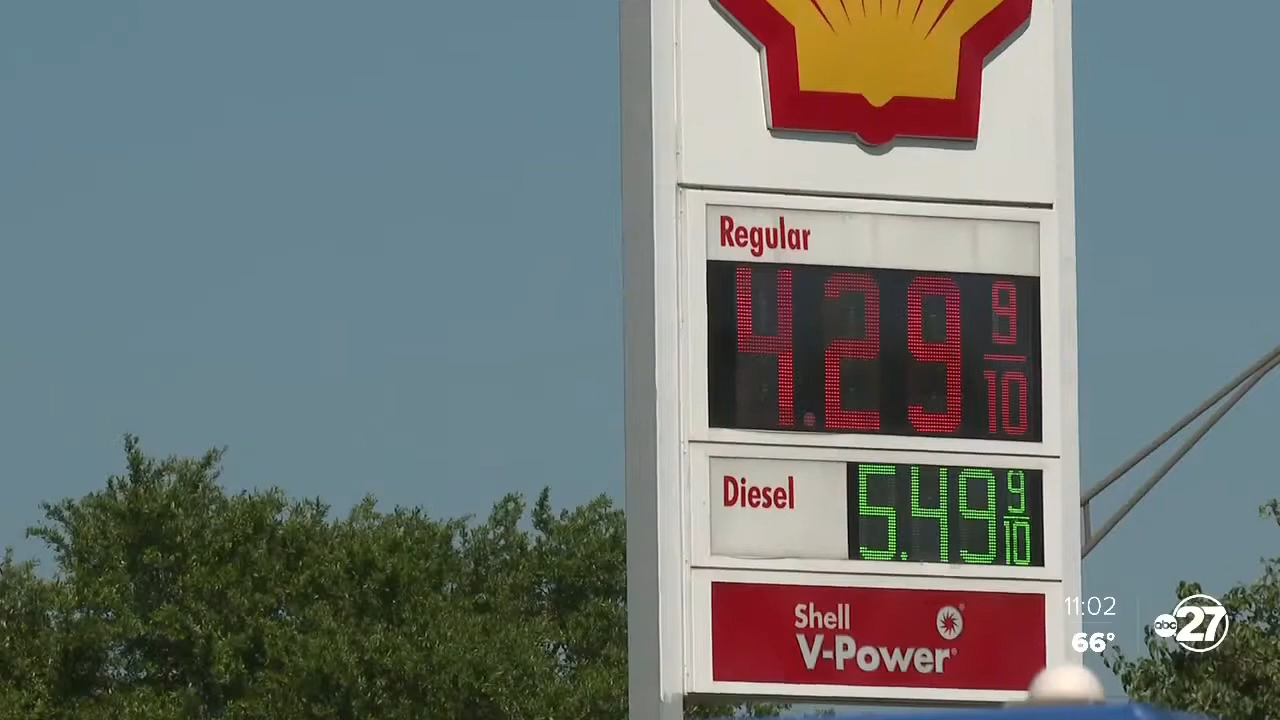 Regular
4.29 9/10
Diesel
5.49 9/10
Shell
V-Power
11:02
66°
abc 27